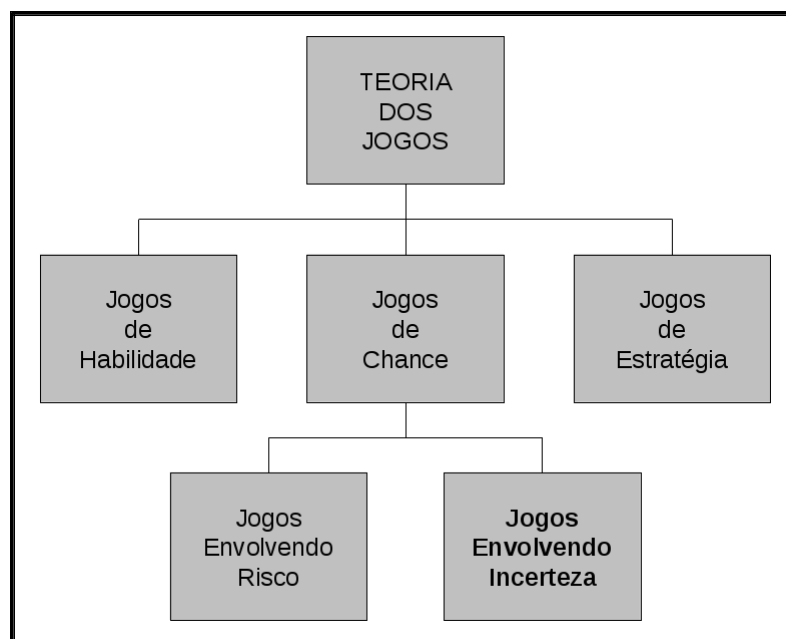 TEORIA
DOS
JOGOS
Jogos
de
Habilidade
Jogos
de
Chance
Jogos
de
Estratégia
Jogos
Envolvendo
Risco
Jogos
Envolvendo
Incerteza